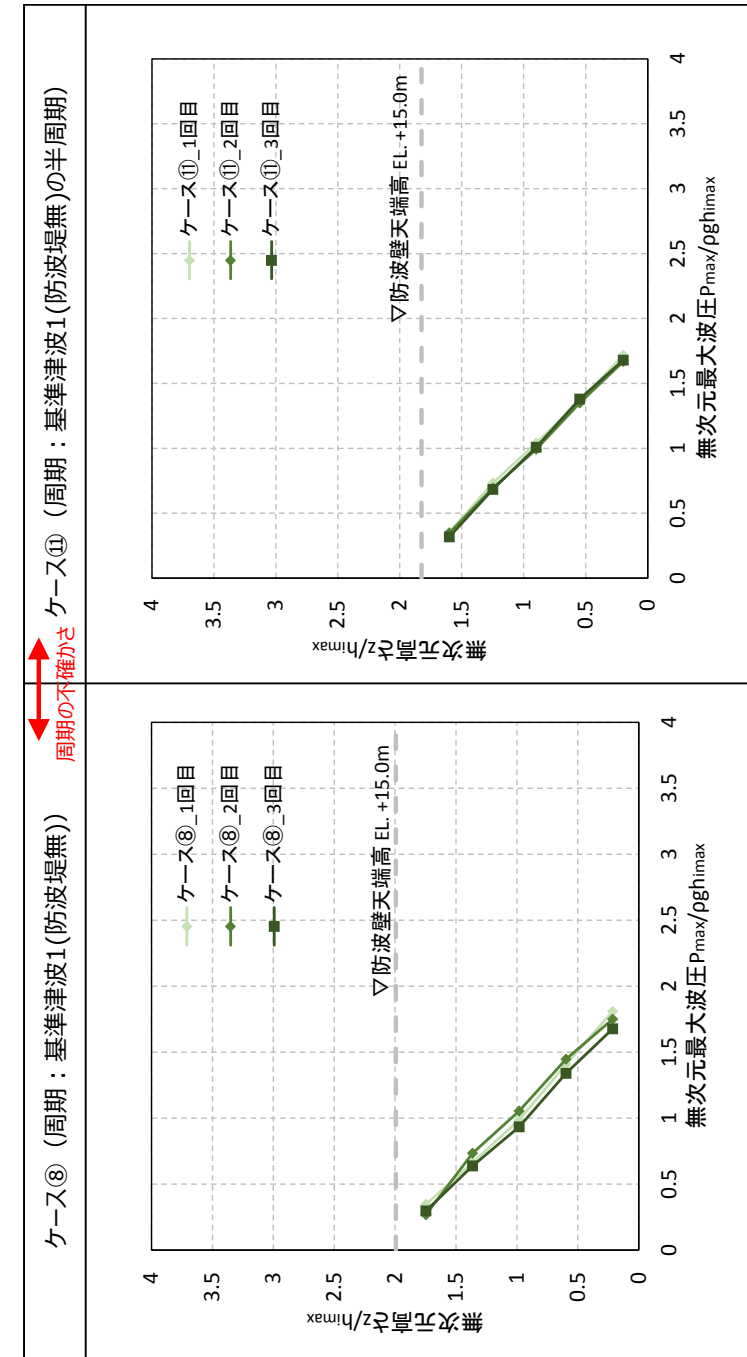 ケース⑧（周期：基準津波1(防波堤無))
周期の不確かさ
ケース⑪（周期：基準津波1(防波堤無)の半周期)
無次元高さz/himax
4
3.5
3
2.5
2
1.5
1
0.5
0
ケース⑧_1回目
ケース⑧_2回目
ケース⑧_3回目
▽防波壁天端高 EL. +15.0m
0
0.5
1
1.5
2
2.5
3
3.5
4
無次元最大波圧Pmax/ρghimax
無次元高さz/himax
4
3.5
3
2.5
2
1.5
1
0.5
0
ケース⑪_1回目
ケース⑪_2回目
ケース⑪_3回目
▽防波壁天端高 EL. +15.0m
0
0.5
1
1.5
2
2.5
3
3.5
4
無次元最大波圧Pmax/ρghimax